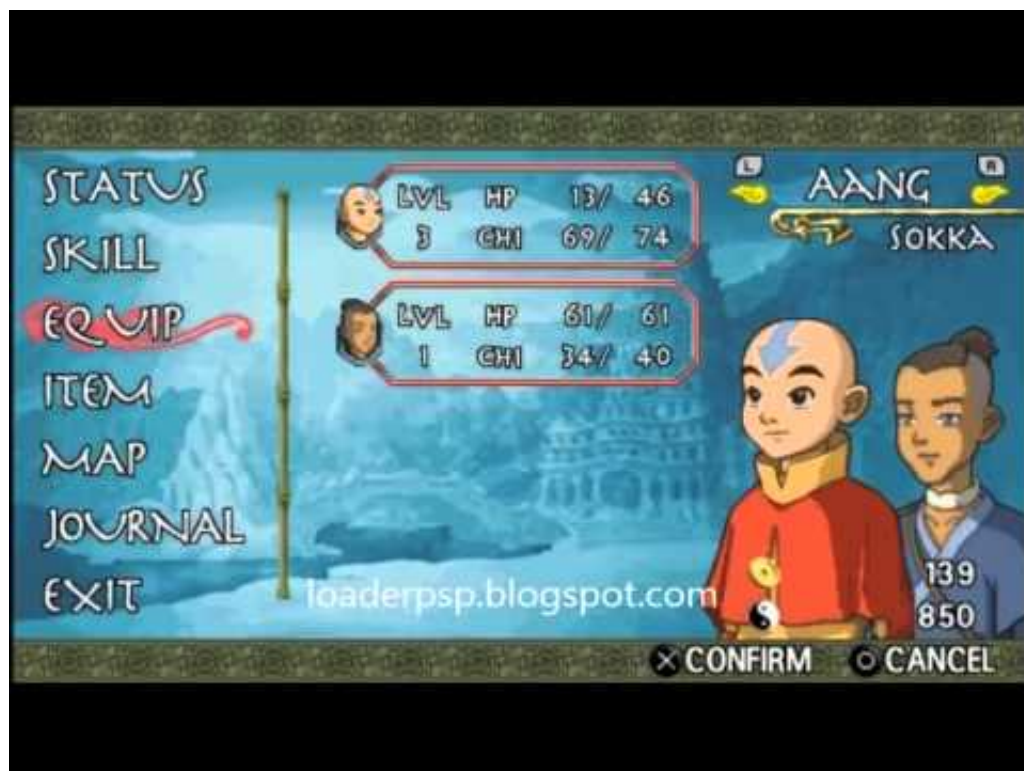 STATUS
SKILL
EQUIP
ITEM
MAP
JOURNAL
EXIT
LVL HP 13/ 46
3 CHI 69/ 74
LVL HP 61/ 61
1 CHI 34/ 40
L R
AANG
SOKKA
139
850
loaderpsp.blogspot.com
CONFIRM CANCEL